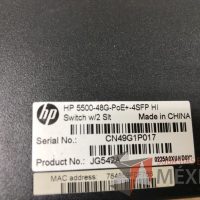 hp
HP 5500-48G-PoE+-4SFP HI
Switch w/2 Slt
Made in CHINA
Serial No.: CN49G1P017
Product No.: JG542A
MAC address:
MEX